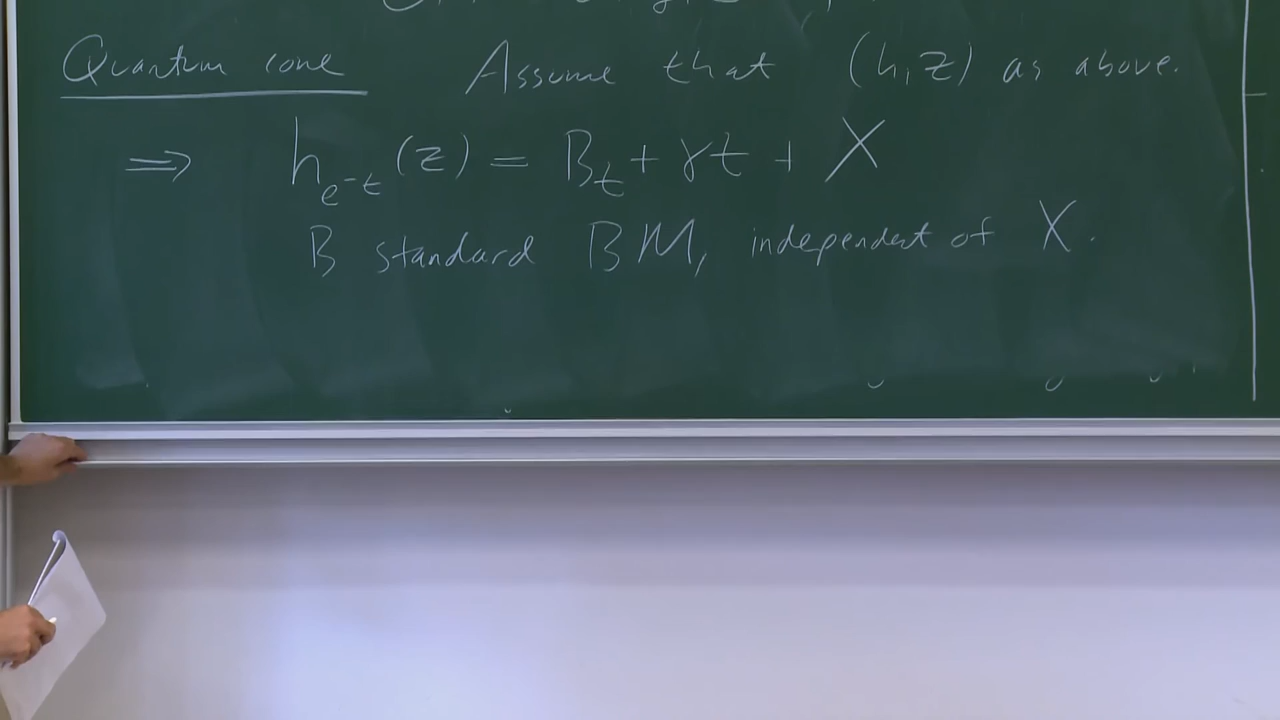 Quantum cone Assume that (h,z) as above.
⇒ h_{e^{-t}}(z) = B_t + γt + X
B standard BM, independent of X.